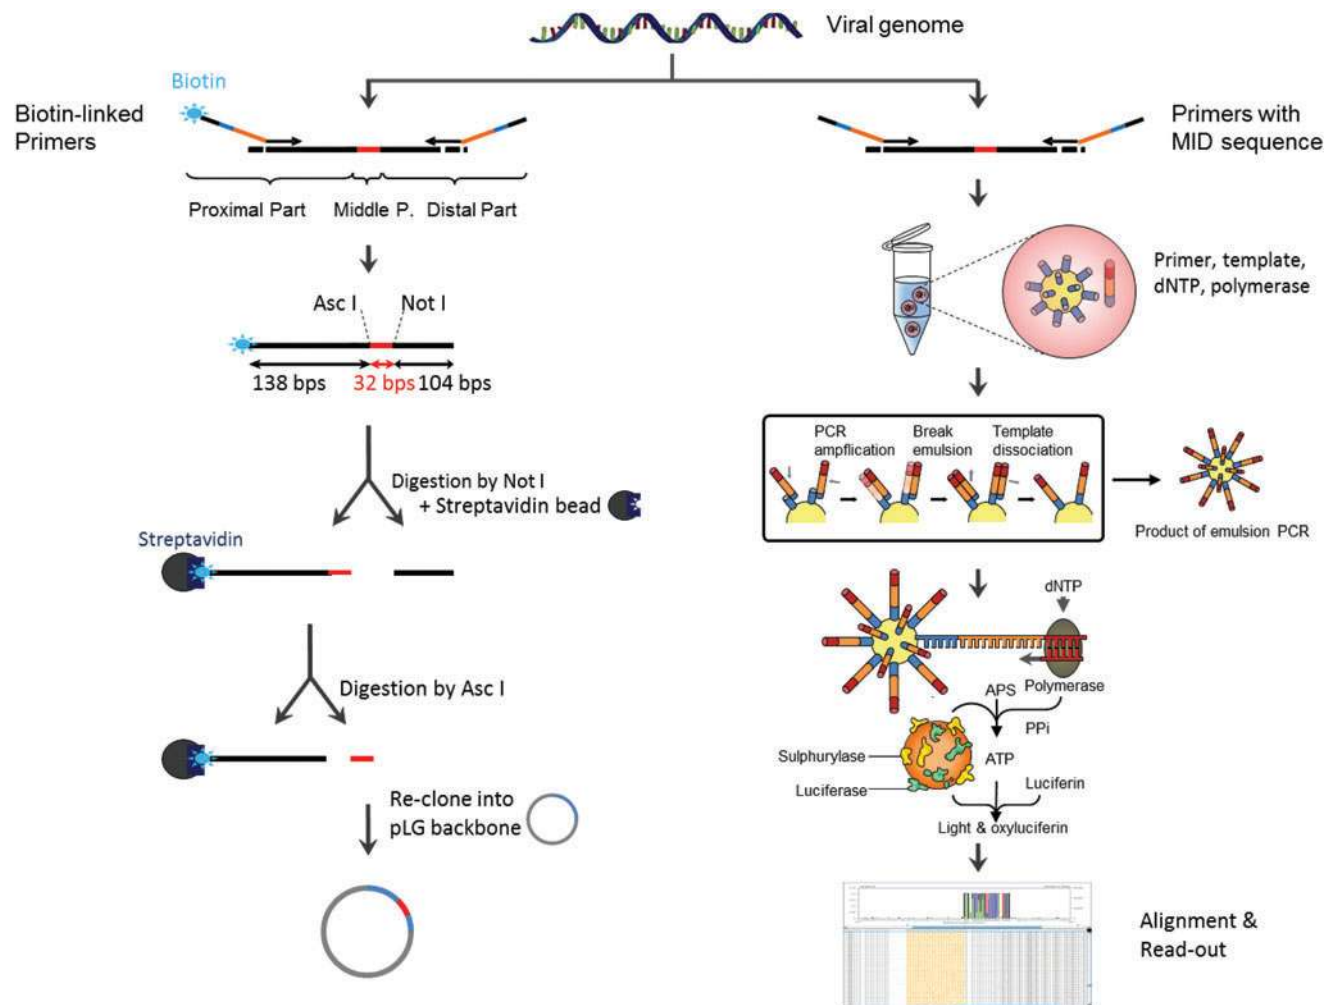 Viral genome
Biotin
Biotin-linked
Primers
Proximal Part
Middle P.
Distal Part
Asc I
Not I
138 bps
32 bps
104 bps
Digestion by Not I
+ Streptavidin bead
Streptavidin
Digestion by Asc I
Re-clone into
pLG backbone
Primers with
MID sequence
Primer, template,
dNTP, polymerase
PCR
ampflication
Break
emulsion
Template
dissociation
Product of emulsion PCR
dNTP
Polymerase
APS
PPi
Sulphurylase
ATP
Luciferase
Luciferin
Light & oxyluciferin
Alignment &
Read-out